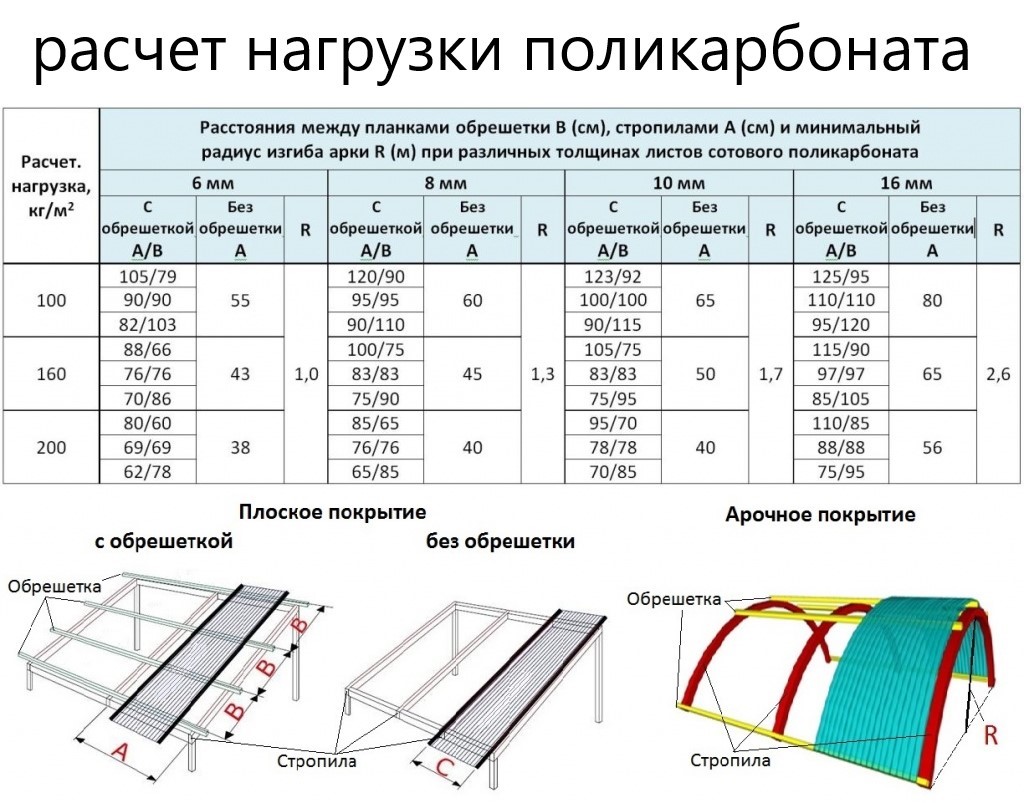 расчет нагрузки поликарбоната
Расчет. нагрузка, кг/м²
Расстояния между планками обрешетки В (см), стропилами А (см) и минимальный
радиус изгиба арки R (м) при различных толщинах листов сотового поликарбоната
6 мм 8 мм 10 мм 16 мм
С обрешеткой А/В Без обрешетки А R С обрешеткой А/В Без обрешетки А R С обрешеткой А/В Без обрешетки А R С обрешеткой А/В Без обрешетки А R
105/79 120/90 123/92 125/95
100 90/90 55 95/95 60 100/100 65 110/110 80
82/103 90/110 90/115 95/120
88/66 100/75 105/75 115/90
160 76/76 43 1,0 83/83 45 1,3 83/83 50 1,7 97/97 65 2,6
70/86 75/90 75/95 85/105
80/60 85/65 95/70 110/85
200 69/69 38 76/76 40 78/78 40 88/88 56
62/78 65/85 70/85 75/95
Плоское покрытие
с обрешеткой
без обрешетки
Арочное покрытие
Обрешетка
В
В
В
А
Стропила
С
Обрешетка
Стропила
R